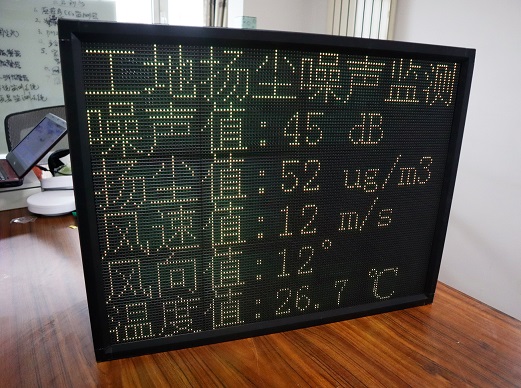 工地扬尘噪声监测
噪声值:45 dB
扬尘值:52 ug/m3
风速值:12 m/s
风向值:12°
温度值:26.7 ℃